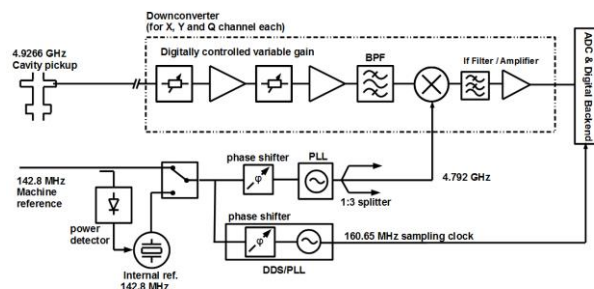 Downconverter
(for X, Y and Q channel each)
4.9266 GHz
Cavity pickup
Digitally controlled variable gain
BPF
If Filter / Amplifier
ADC & Digital Backend
142.8 MHz
Machine
reference
phase shifter
PLL
φ
4.792 GHz
1:3 splitter
power
detector
phase shifter
φ
160.65 MHz sampling clock
DDS/PLL
Internal ref.
142.8 MHz